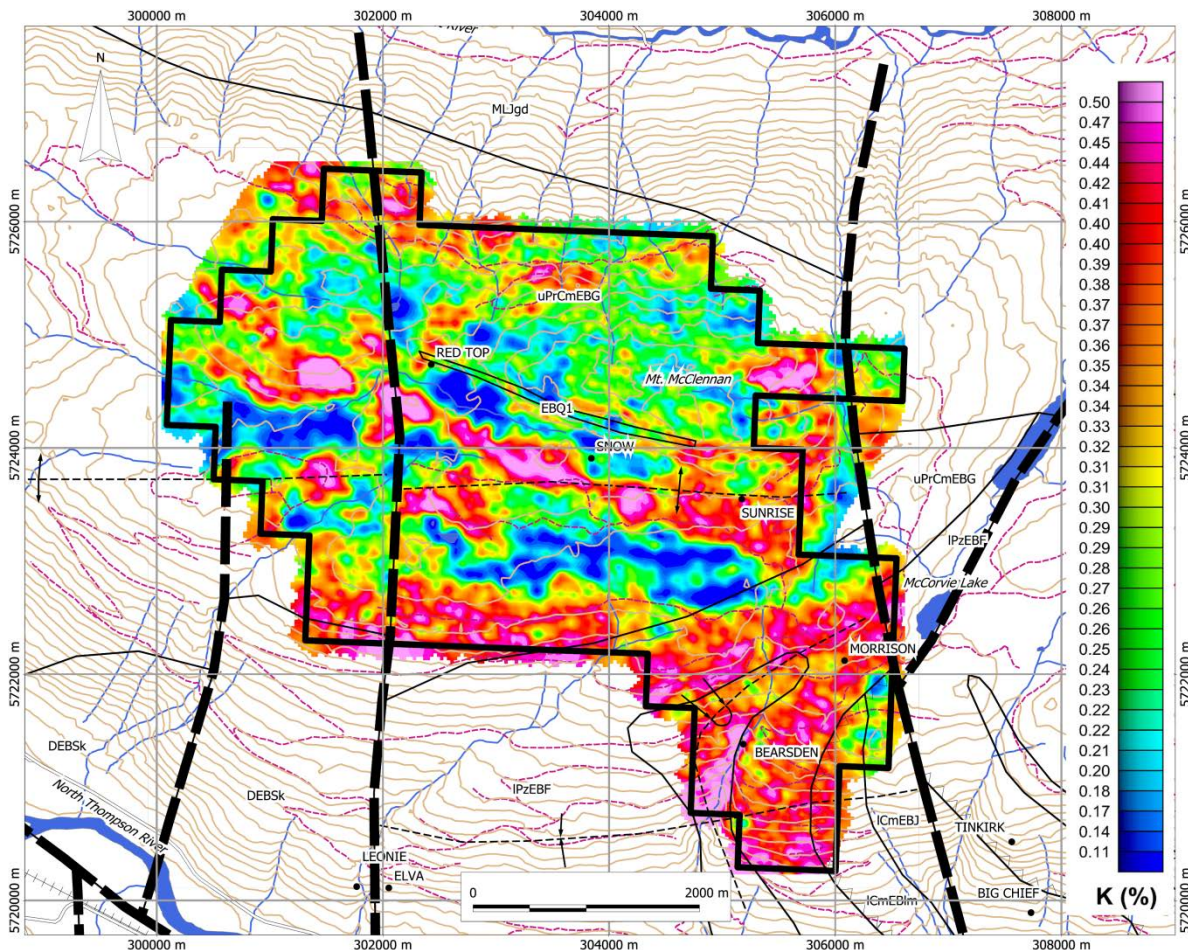 300000 m
302000 m
304000 m
306000 m
308000 m
River
N
MLJgd
5726000 m
5726000 m
uPrCmEBG
RED TOP
Mt. McClennan
EBQ1
SNOW
5724000 m
5724000 m
SUNRISE
uPrCmEBG
lPzEBF
McCorvie Lake
MORRISON
5722000 m
5722000 m
DEBSk
BEARSDEN
DEBSk
lPzEBF
lCmEBJ
North Thompson River
TINKIRK
LEONIE
ELVA
BIG CHIEF
lCmEBlm
0
2000 m
5720000 m
5720000 m
300000 m
302000 m
304000 m
306000 m
0.50
0.47
0.45
0.44
0.42
0.41
0.40
0.40
0.39
0.38
0.37
0.36
0.35
0.34
0.34
0.33
0.32
0.31
0.31
0.30
0.29
0.29
0.28
0.27
0.27
0.26
0.25
0.24
0.23
0.22
0.22
0.21
0.20
0.18
0.17
0.14
0.11
K (%)